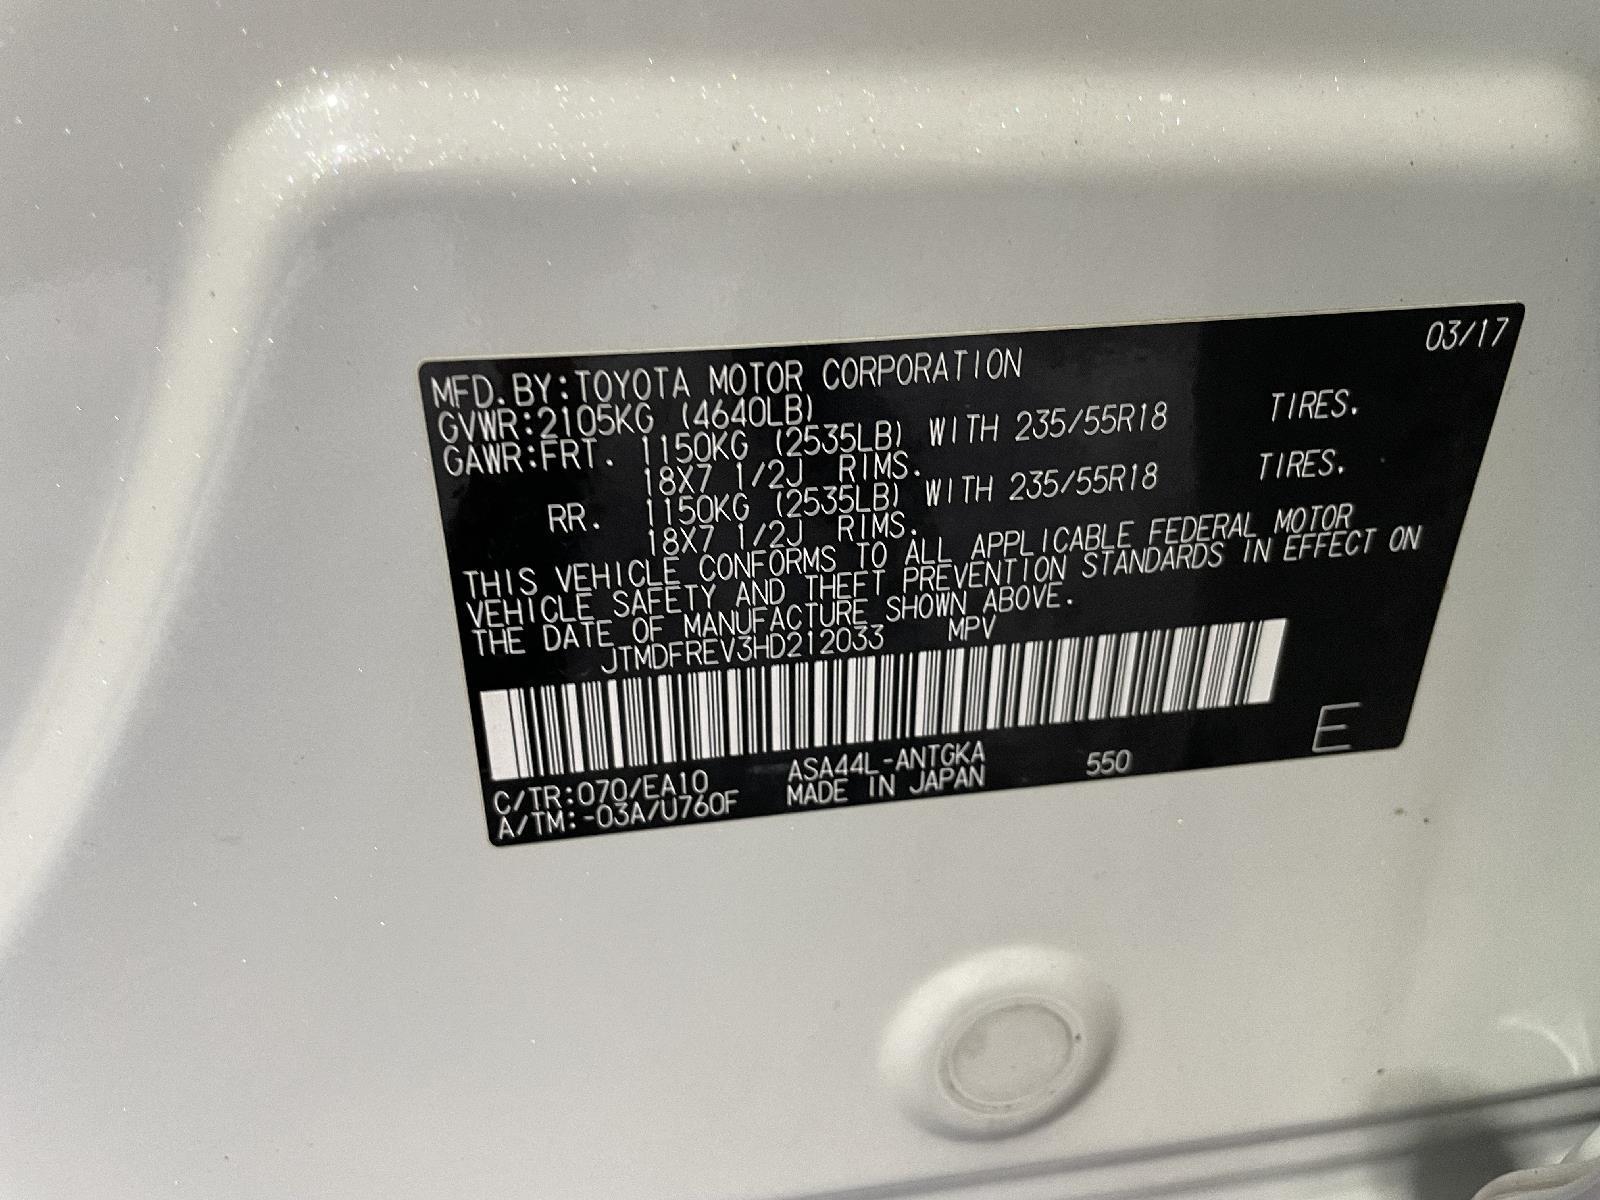 03/17
MFD.BY:TOYOTA MOTOR CORPORATION
GVWR:2105KG (4640LB)
GAWR:FRT. 1150KG (2535LB) WITH 235/55R18 TIRES.
18X7 1/2J RIMS.
RR. 1150KG (2535LB) WITH 235/55R18 TIRES.
18X7 1/2J RIMS.
THIS VEHICLE CONFORMS TO ALL APPLICABLE FEDERAL MOTOR
VEHICLE SAFETY AND THEFT PREVENTION STANDARDS IN EFFECT ON
THE DATE OF MANUFACTURE SHOWN ABOVE.
JTMDFREV3HD212033 MPV
C/TR:070/EA10 ASA44L-ANTGKA 550 E
A/TM:-03A/U760F MADE IN JAPAN